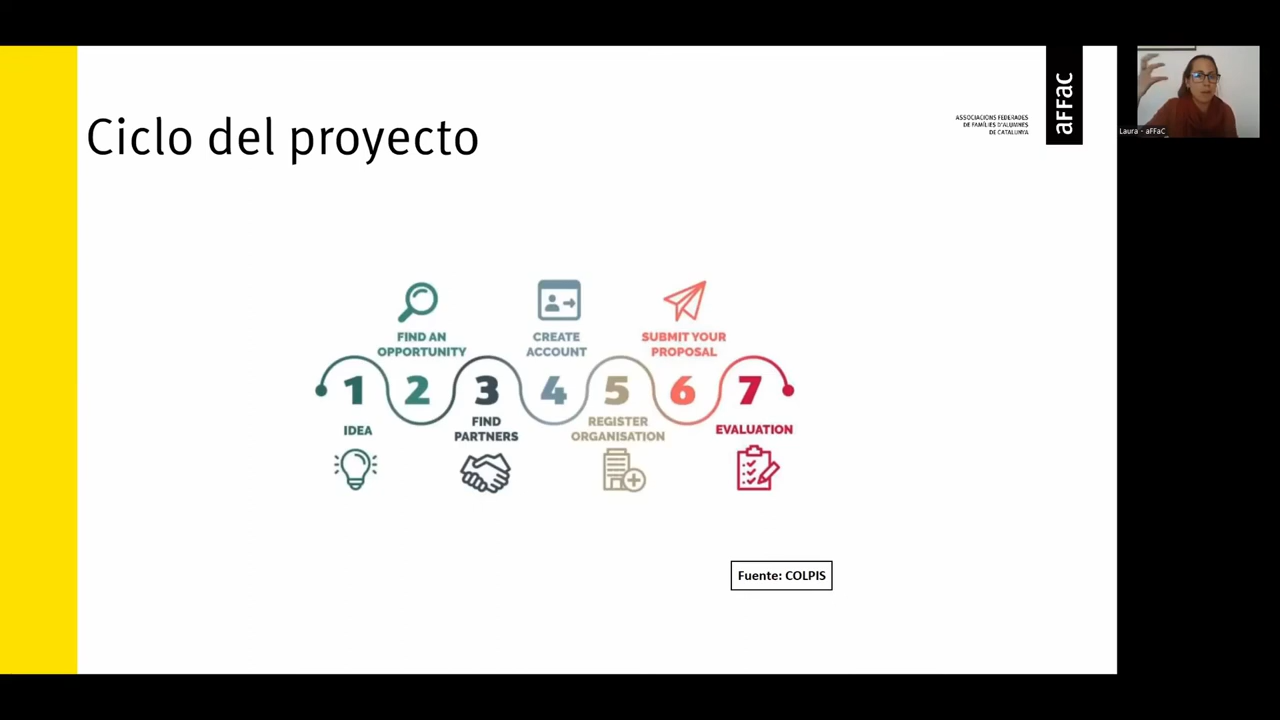 Ciclo del proyecto
ASSOCIACIONS FEDERADES
DE FAMÍLIES D'ALUMNES
DE CATALUNYA
aFFaC
Laura - aFFaC
FIND AN
OPPORTUNITY
CREATE
ACCOUNT
SUBMIT YOUR
PROPOSAL
1
2
3
4
5
6
7
IDEA
FIND
PARTNERS
REGISTER
ORGANISATION
EVALUATION
Fuente: COLPIS